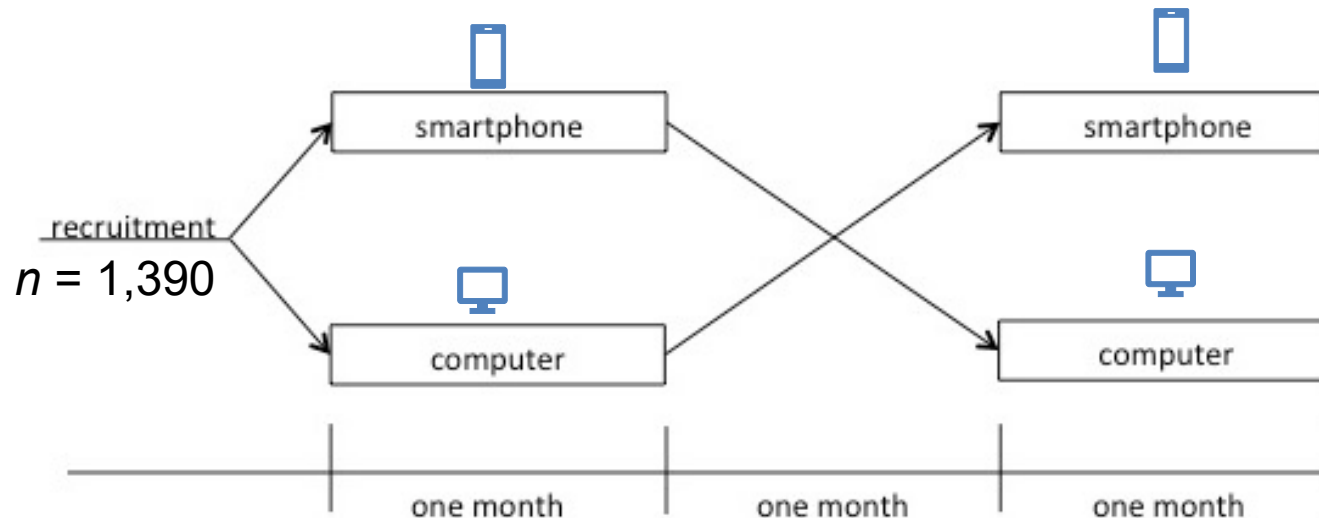 smartphone
smartphone
recruitment
n = 1,390
computer
computer
one month
one month
one month